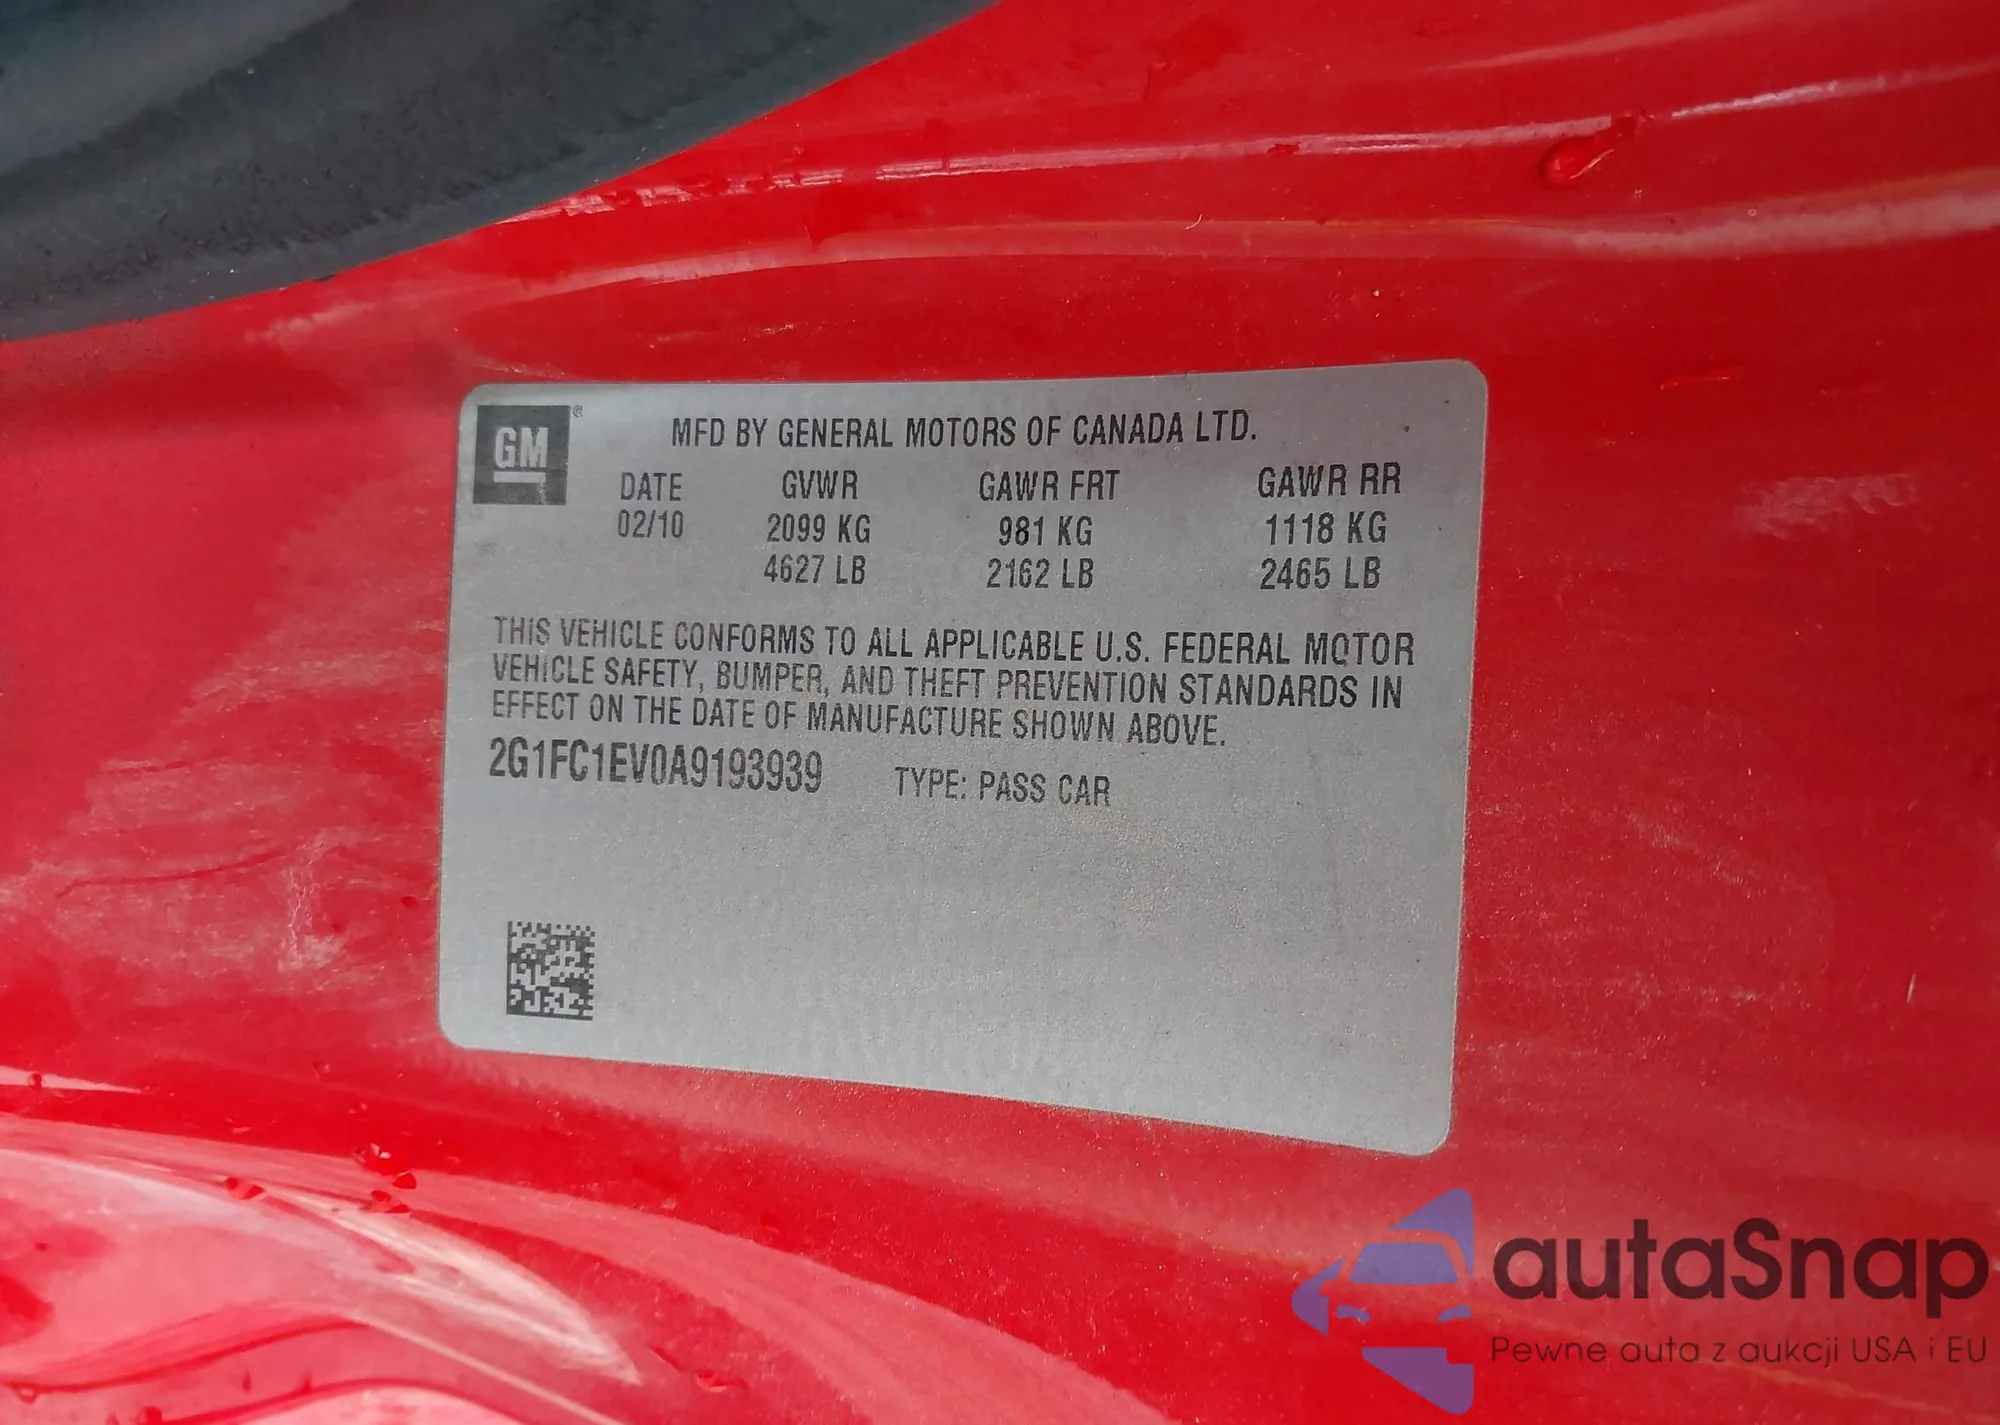 GM ®
MFD BY GENERAL MOTORS OF CANADA LTD.
DATE GVWR GAWR FRT GAWR RR
02/10 2099 KG 981 KG 1118 KG
4627 LB 2162 LB 2465 LB
THIS VEHICLE CONFORMS TO ALL APPLICABLE U.S. FEDERAL MOTOR
VEHICLE SAFETY, BUMPER, AND THEFT PREVENTION STANDARDS IN
EFFECT ON THE DATE OF MANUFACTURE SHOWN ABOVE.
2G1FC1EV0A9193939 TYPE: PASS CAR
autaSnap
Pewne auta z aukcji USA i EU